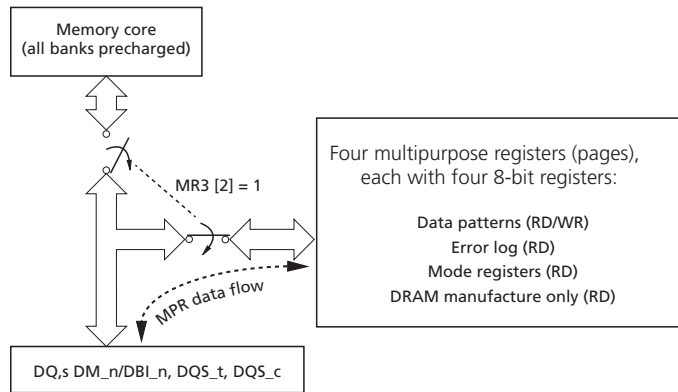 Memory core
(all banks precharged)
Four multipurpose registers (pages),
each with four 8-bit registers:
Data patterns (RD/WR)
Error log (RD)
Mode registers (RD)
DRAM manufacture only (RD)
MR3 [2] = 1
MPR data flow
DQ,s DM_n/DBI_n, DQS_t, DQS_c